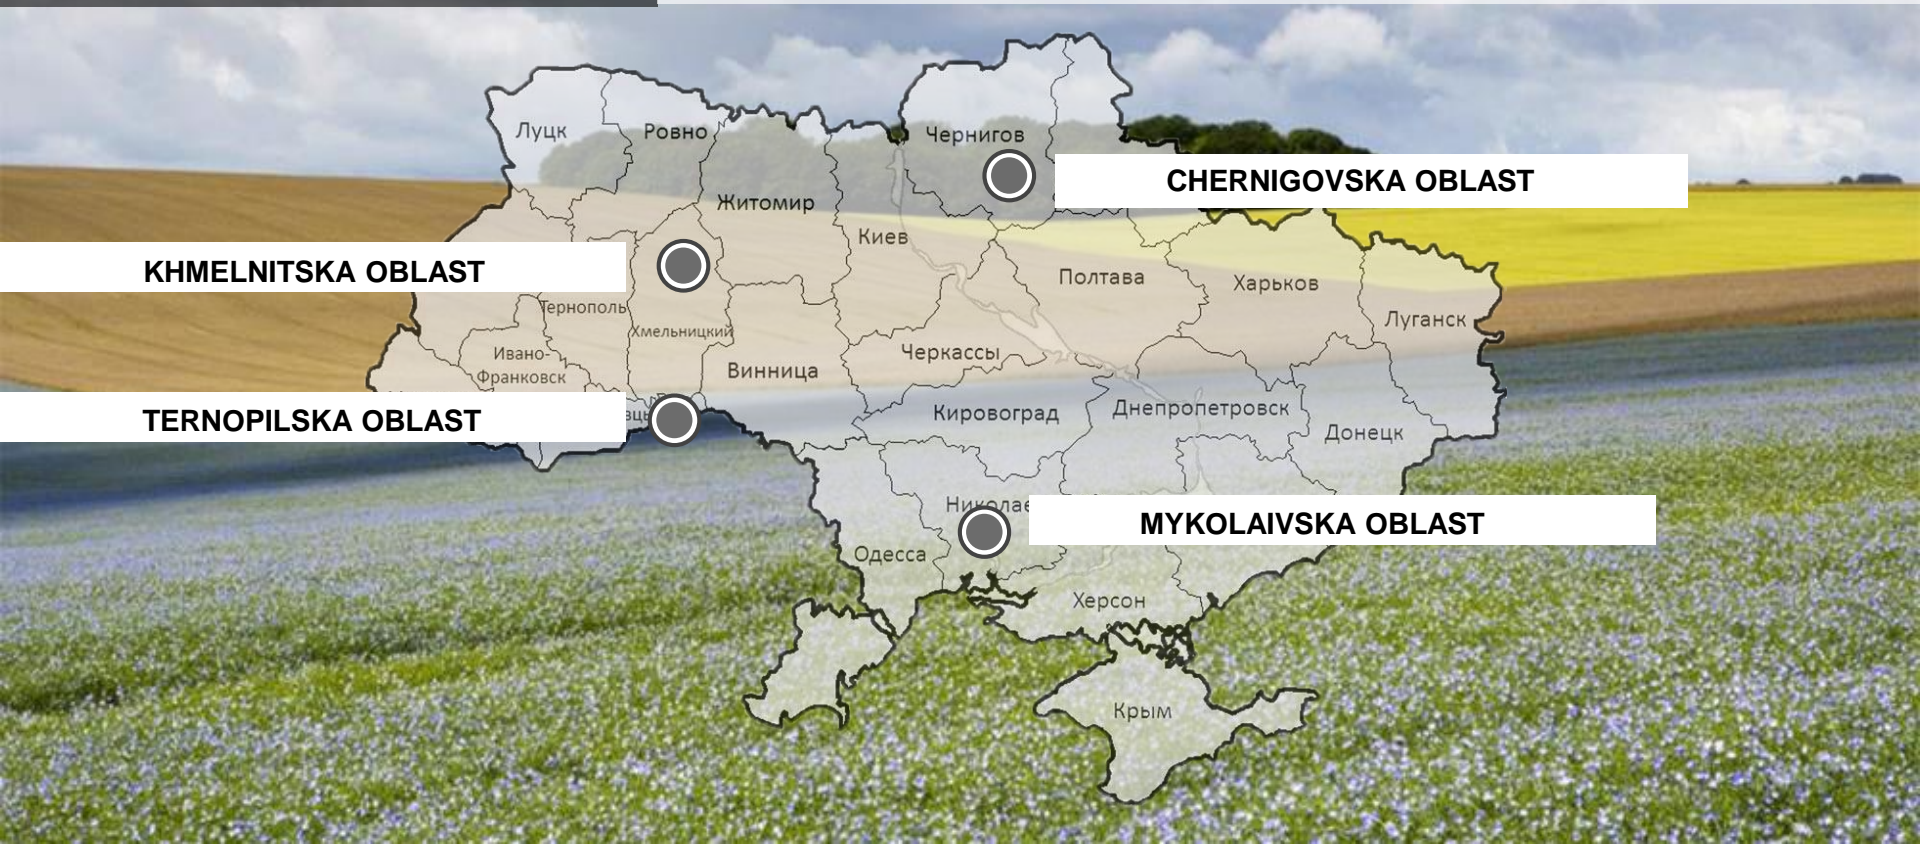 Луцк
Ровно
Чернигов
CHERNIGOVSKA OBLAST
Житомир
Киев
KHMELNITSKA OBLAST
Полтава
Харьков
Тернополь
Хмельницкий
Луганск
Ивано-
Франковск
Черкассы
Винница
TERNOPILSKA OBLAST
Кировоград
Днепропетровск
Донецк
MYKOLAIVSKA OBLAST
Одесса
Херсон
Крым